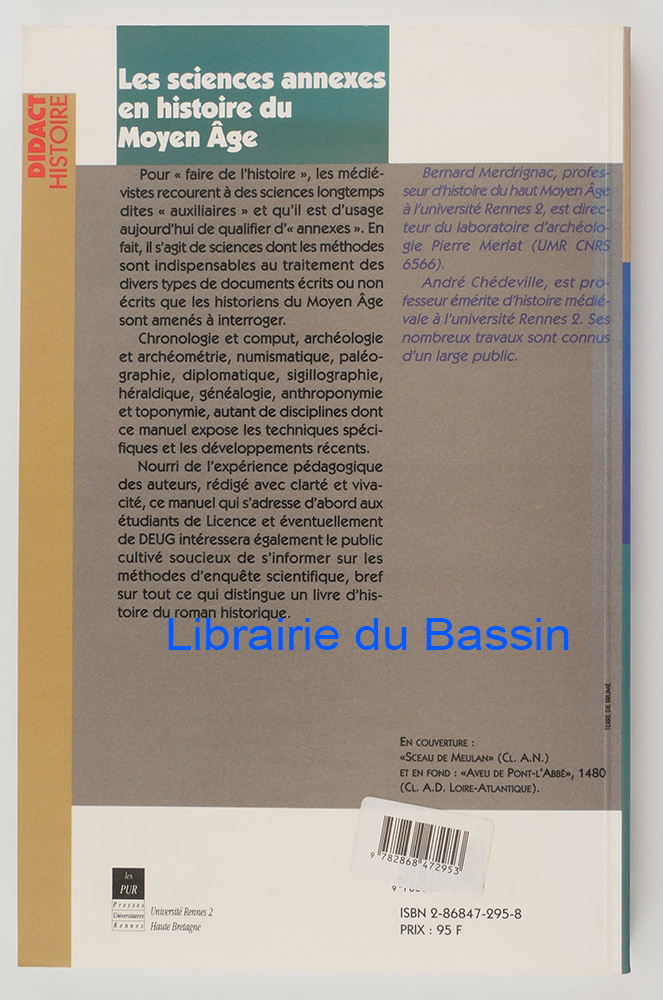 DIDACT
HISTOIRE
Les sciences annexes
en histoire du
Moyen Âge
Pour « faire de l'histoire », les médié-
vistes recourent à des sciences longtemps
dites « auxiliaires » et qu'il est d'usage
aujourd'hui de qualifier d'« annexes ». En
fait, il s'agit de sciences dont les méthodes
sont indispensables au traitement des
divers types de documents écrits ou non
écrits que les historiens du Moyen Âge
sont amenés à interroger.
Chronologie et comput, archéologie
et archéométrie, numismatique, paléo-
graphie, diplomatique, sigillographie,
héraldique, généalogie, anthroponymie
et toponymie, autant de disciplines dont
ce manuel expose les techniques spéci-
fiques et les développements récents.
Nourri de l'expérience pédagogique
des auteurs, rédigé avec clarté et viva-
cité, ce manuel qui s'adresse d'abord aux
étudiants de Licence et éventuellement
de DEUG intéressera également le public
cultivé soucieux de s'informer sur les
méthodes d'enquête scientifique, bref
sur tout ce qui distingue un livre d'his-
toire du roman historique.
Bernard Merdrignac, profes-
seur d'histoire du haut Moyen Âge
à l'université Rennes 2, est direc-
teur du laboratoire d'archéolo-
gie Pierre Merlat (UMR CNRS
6566).
André Chédeville, est pro-
fesseur émérite d'histoire médié-
vale à l'université Rennes 2. Ses
nombreux travaux sont connus
d'un large public.
Librairie du Bassin
TERRE DE BRUME
EN COUVERTURE :
«SCEAU DE MEULAN» (CL. A.N.)
ET EN FOND : «AVEU DE PONT-L'ABBÉ», 1480
(CL. A.D. LOIRE-ATLANTIQUE).
9 782868 472953
les
PUR
Presses
Universitaires
Rennes
Université Rennes 2
Haute Bretagne
ISBN 2-86847-295-8
PRIX : 95 F